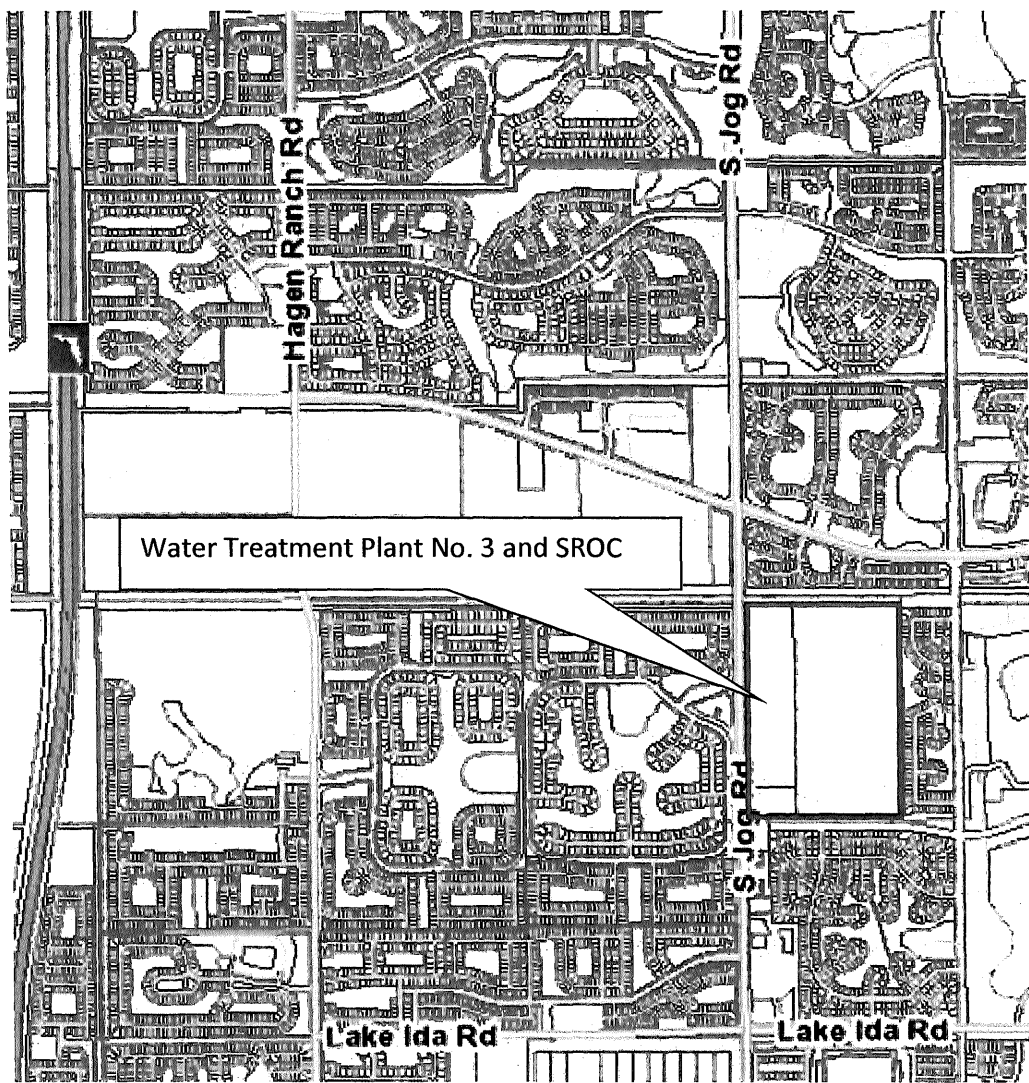 S. Jog Rd
Hagen Ranch Rd
Water Treatment Plant No. 3 and SROC
S Jog Rd
Lake Ida Rd
Lake Ida Rd